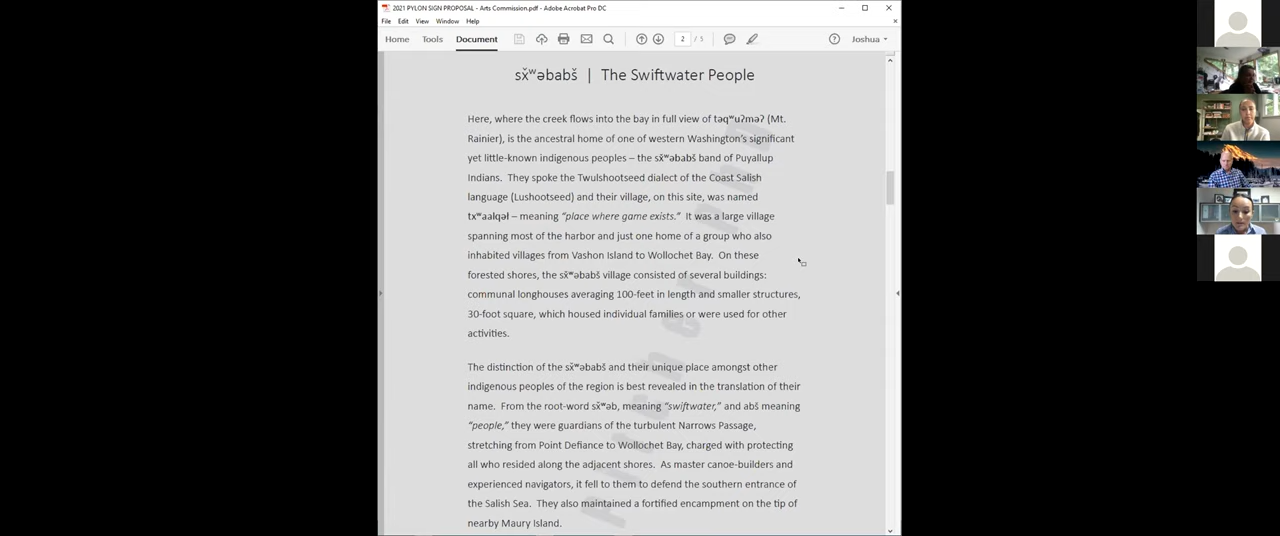 2021 PYLON SIGN PROPOSAL - Arts Commission.pdf - Adobe Acrobat Pro DC
File Edit View Window Help
Home Tools Document 2 / 5 Joshua
sx̌ʷəbabš | The Swiftwater People
Here, where the creek flows into the bay in full view of təqʷuʔməʔ (Mt.
Rainier), is the ancestral home of one of western Washington's significant
yet little-known indigenous peoples – the sx̌ʷəbabš band of Puyallup
Indians. They spoke the Twulshootseed dialect of the Coast Salish
language (Lushootseed) and their village, on this site, was named
txʷaalqəl – meaning "place where game exists." It was a large village
spanning most of the harbor and just one home of a group who also
inhabited villages from Vashon Island to Wollochet Bay. On these
forested shores, the sx̌ʷəbabš village consisted of several buildings:
communal longhouses averaging 100-feet in length and smaller structures,
30-foot square, which housed individual families or were used for other
activities.
The distinction of the sx̌ʷəbabš and their unique place amongst other
indigenous peoples of the region is best revealed in the translation of their
name. From the root-word sx̌ʷəb, meaning "swiftwater," and abš meaning
"people," they were guardians of the turbulent Narrows Passage,
stretching from Point Defiance to Wollochet Bay, charged with protecting
all who resided along the adjacent shores. As master canoe-builders and
experienced navigators, it fell to them to defend the southern entrance of
the Salish Sea. They also maintained a fortified encampment on the tip of
nearby Maury Island.